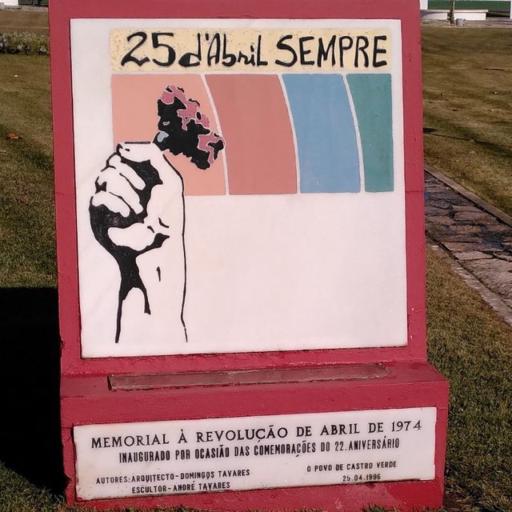 25 d'Abril SEMPRE
MEMORIAL À REVOLUÇÃO DE ABRIL DE 1974
INAUGURADO POR OCASIÃO DAS COMEMORAÇÕES DO 22. ANIVERSÁRIO
AUTORES: ARQUITECTO - DOMINGOS TAVARES
ESCULTOR - ANDRÉ TAVARES
O POVO DE CASTRO VERDE
25.04.1996